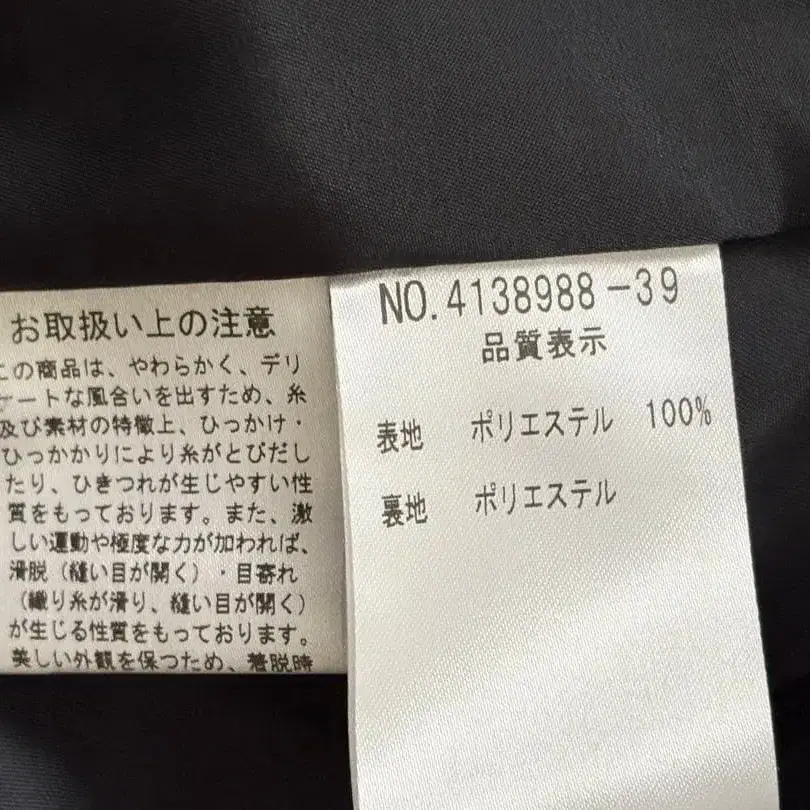 お取扱い上の注意
この商品は、やわらかく、デリ
ケートな風合いを出すため、糸
及び素材の特徴上、ひっかけ・
ひっかかりにより糸がとびだし
たり、ひきつれが生じやすい性
質をもっております。また、激
しい運動や極度な力が加われば、
滑脱(縫い目が開く)・目寄れ
(織り糸が滑り、縫い目が開く)
が生じる性質をもっております。
美しい外観を保つため、着脱時
NO.4138988-39
品質表示
表地 ポリエステル 100%
裏地 ポリエステル